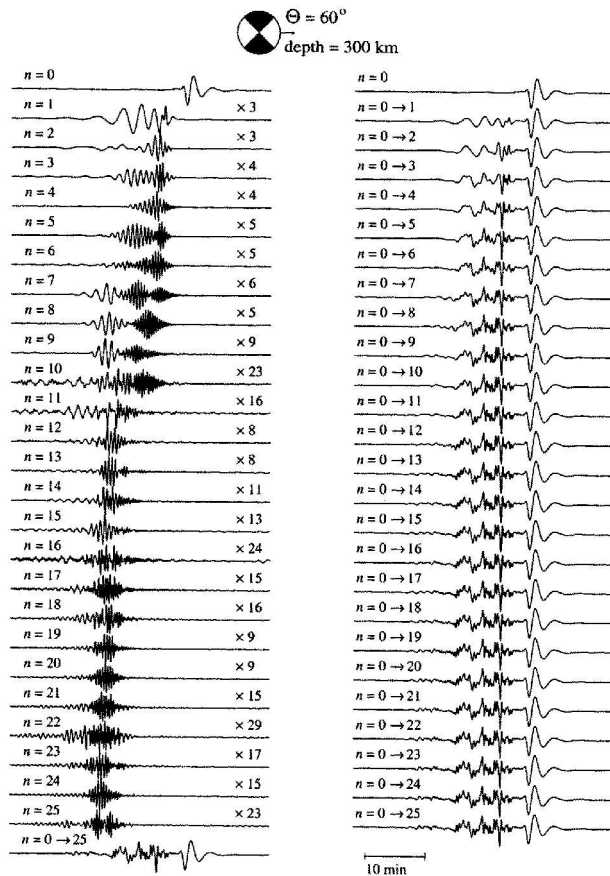 Θ = 60°
depth = 300 km
n = 0
n = 1 × 3
n = 2 × 3
n = 3 × 4
n = 4 × 4
n = 5 × 5
n = 6 × 5
n = 7 × 6
n = 8 × 5
n = 9 × 9
n = 10 × 23
n = 11 × 16
n = 12 × 8
n = 13 × 8
n = 14 × 11
n = 15 × 13
n = 16 × 24
n = 17 × 15
n = 18 × 16
n = 19 × 9
n = 20 × 9
n = 21 × 15
n = 22 × 29
n = 23 × 17
n = 24 × 15
n = 25 × 23
n = 0 → 25
n = 0
n = 0 → 1
n = 0 → 2
n = 0 → 3
n = 0 → 4
n = 0 → 5
n = 0 → 6
n = 0 → 7
n = 0 → 8
n = 0 → 9
n = 0 → 10
n = 0 → 11
n = 0 → 12
n = 0 → 13
n = 0 → 14
n = 0 → 15
n = 0 → 16
n = 0 → 17
n = 0 → 18
n = 0 → 19
n = 0 → 20
n = 0 → 21
n = 0 → 22
n = 0 → 23
n = 0 → 24
n = 0 → 25
10 min